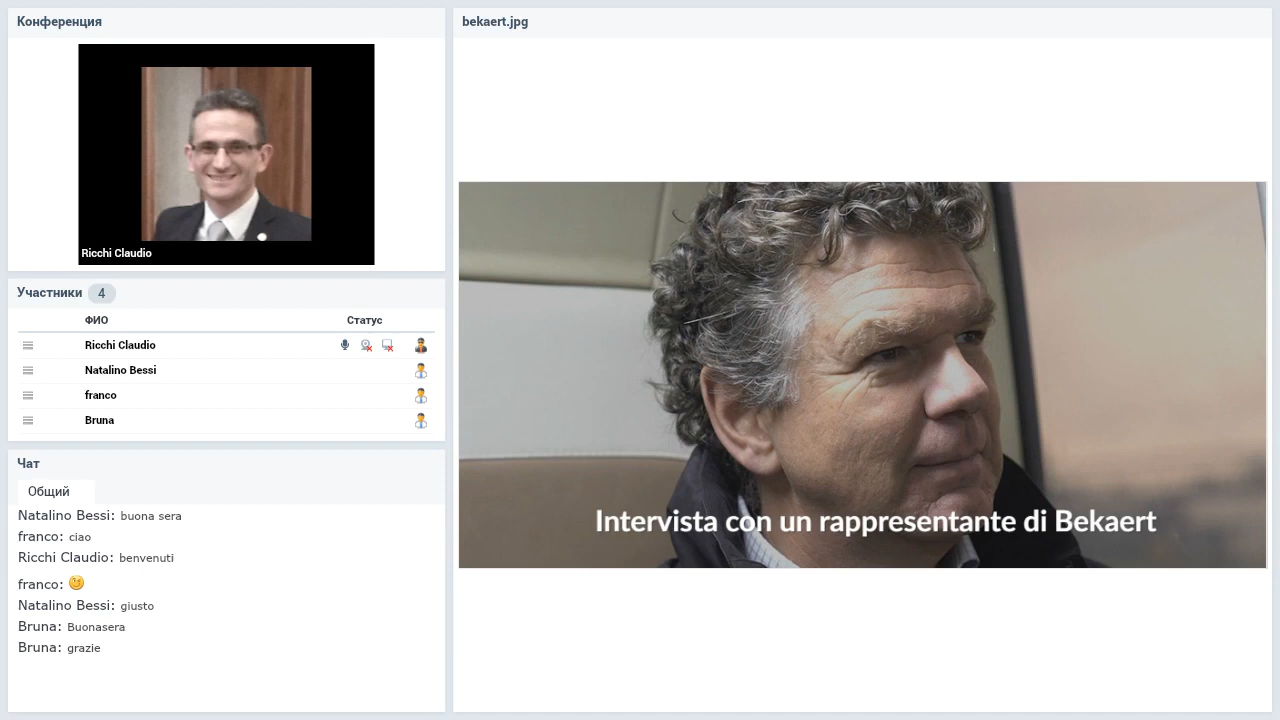 Конференция
Ricchi Claudio
Участники 4
ФИО Статус
Ricchi Claudio
Natalino Bessi
franco
Bruna
Чат
Общий
Natalino Bessi: buona sera
franco: ciao
Ricchi Claudio: benvenuti
franco:
Natalino Bessi: giusto
Bruna: Buonasera
Bruna: grazie
bekaert.jpg
Intervista con un rappresentante di Bekaert